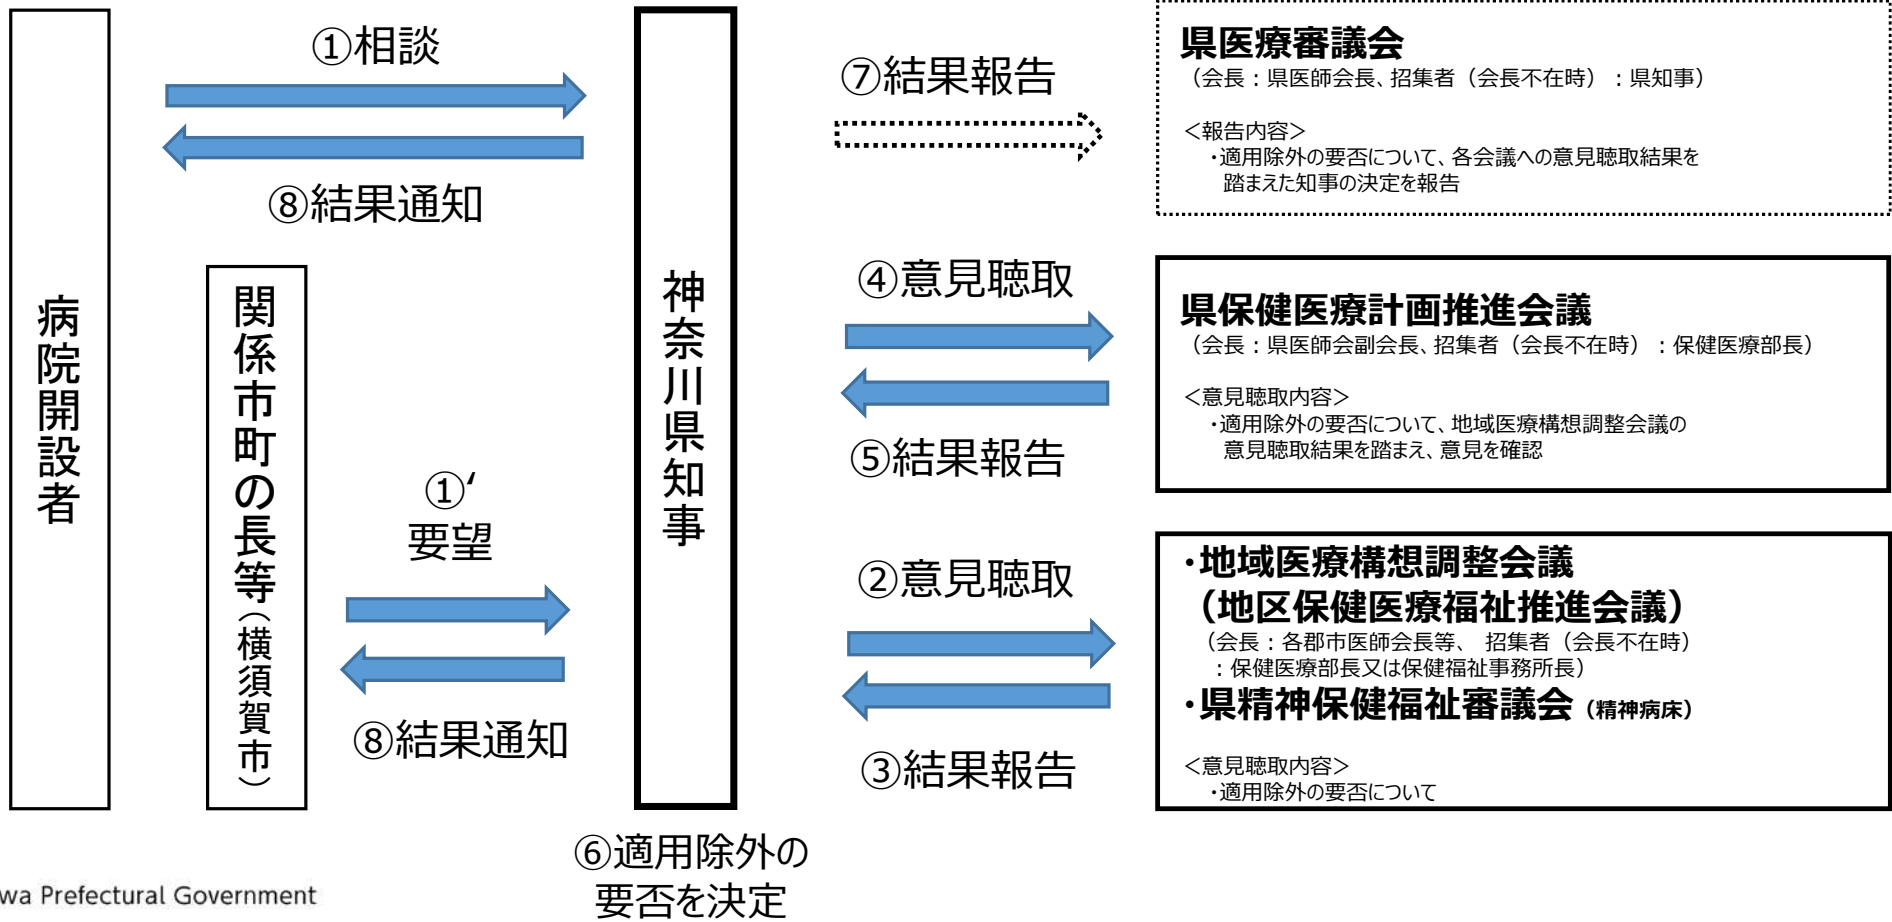 病院開設者
①相談
⑧結果通知
関係市町の長等（横須賀市）
①‘
要望
⑧結果通知
神奈川県知事
⑥適用除外の
要否を決定
⑦結果報告
県医療審議会
（会長：県医師会長、招集者（会長不在時）：県知事）
＜報告内容＞
・適用除外の要否について、各会議への意見聴取結果を
踏まえた知事の決定を報告
④意見聴取
⑤結果報告
県保健医療計画推進会議
（会長：県医師会副会長、招集者（会長不在時）：保健医療部長）
＜意見聴取内容＞
・適用除外の要否について、地域医療構想調整会議の
意見聴取結果を踏まえ、意見を確認
②意見聴取
③結果報告
・地域医療構想調整会議
（地区保健医療福祉推進会議）
（会長：各郡市医師会長等、 招集者（会長不在時）
：保健医療部長又は保健福祉事務所長）
・県精神保健福祉審議会（精神病床）
＜意見聴取内容＞
・適用除外の要否について
wa Prefectural Government